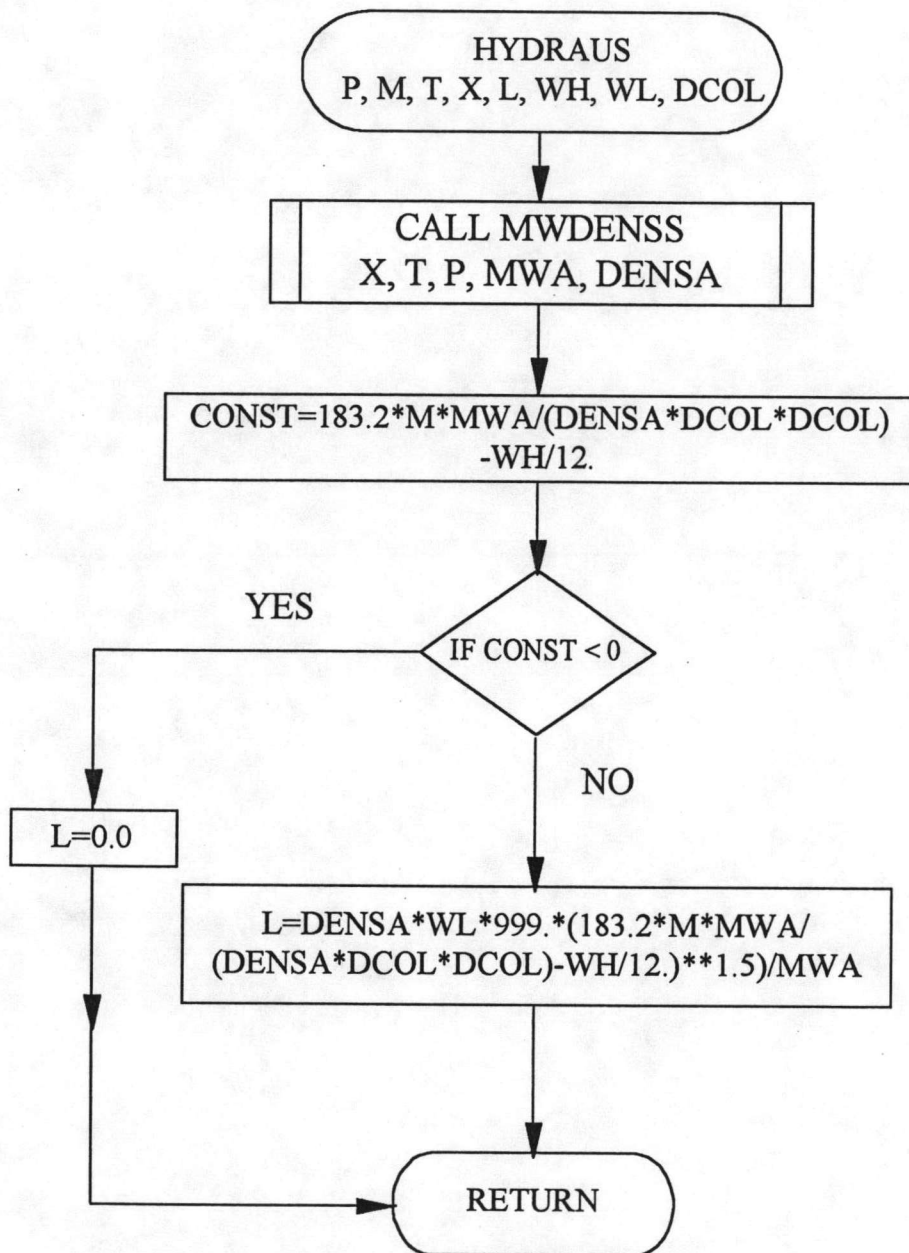 HYDRAUS
P, M, T, X, L, WH, WL, DCOL
CALL MWDENSS
X, T, P, MWA, DENSA
CONST=183.2*M*MWA/(DENSA*DCOL*DCOL)
-WH/12.
IF CONST < 0
YES
NO
L=0.0
L=DENSA*WL*999.*(183.2*M*MWA/
(DENSA*DCOL*DCOL)-WH/12.)**1.5)/MWA
RETURN